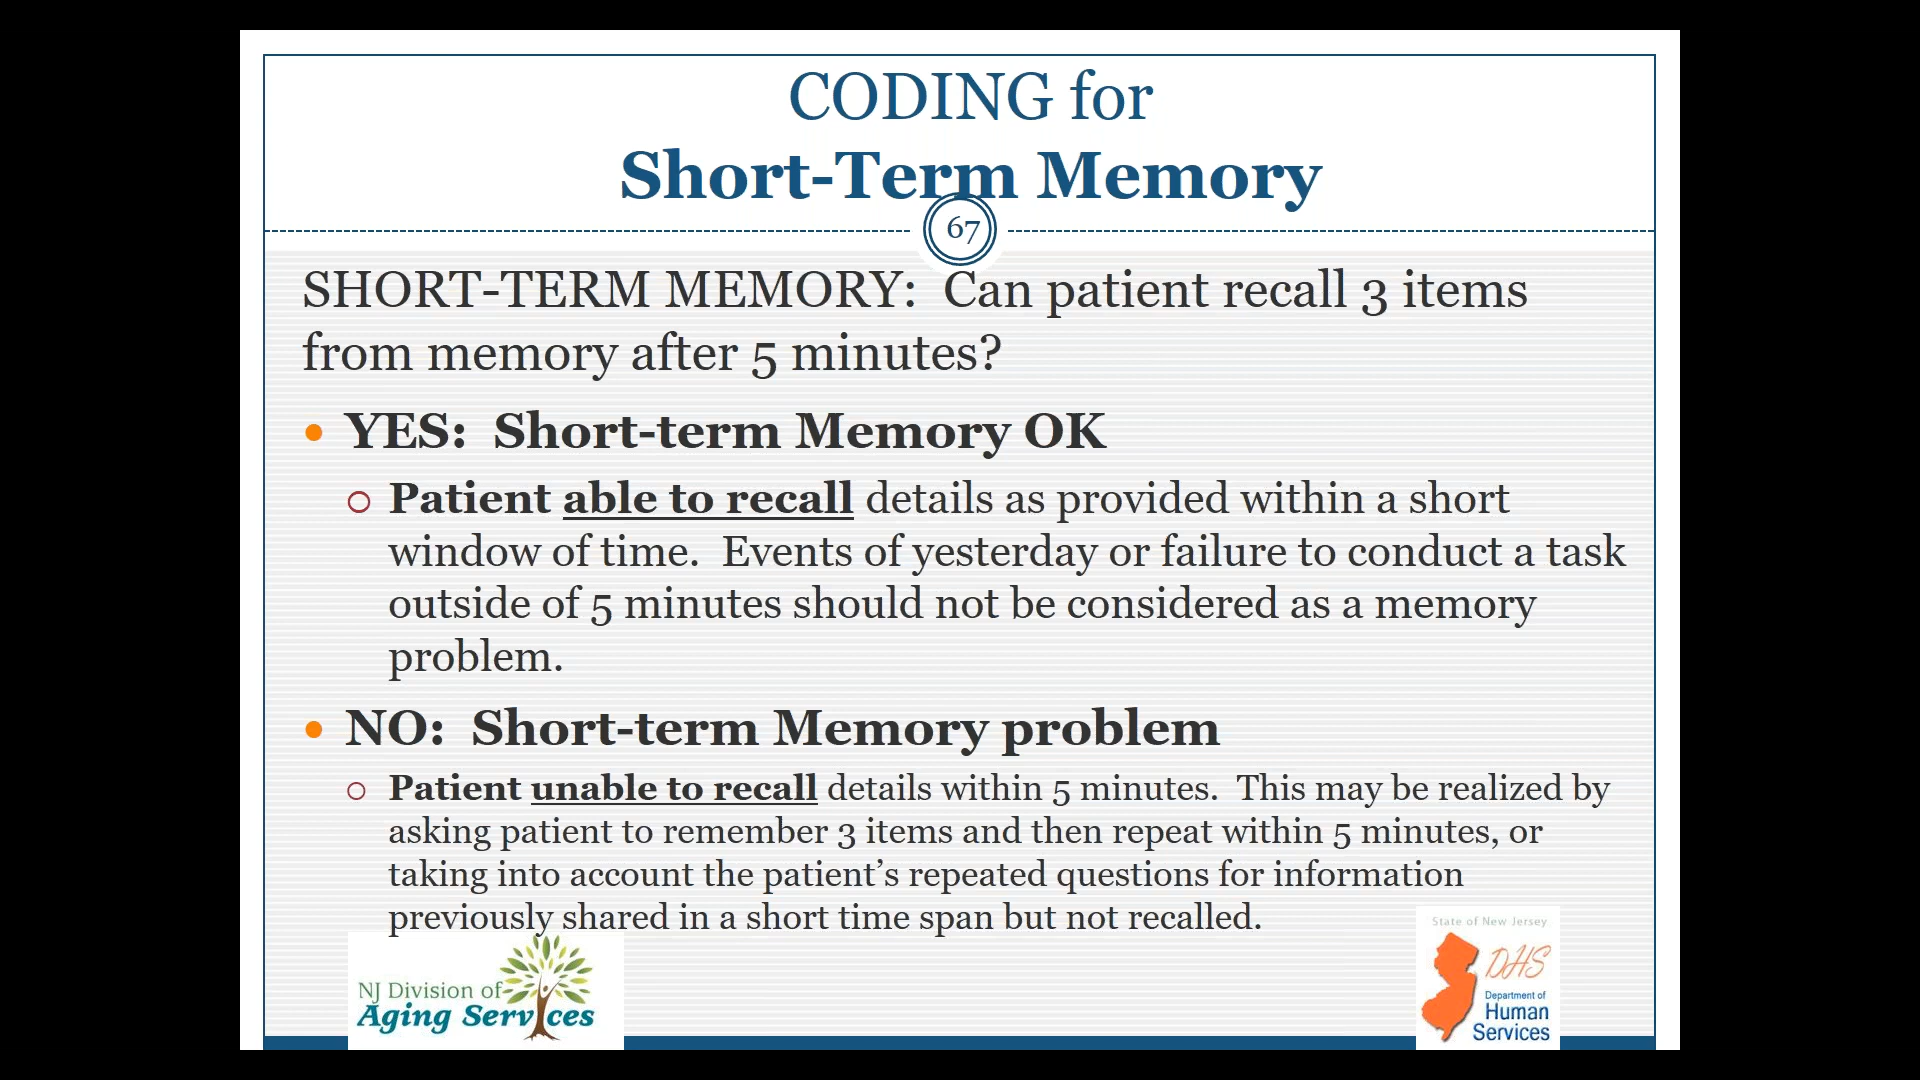 CODING for
Short-Term Memory
67
SHORT-TERM MEMORY:  Can patient recall 3 items
from memory after 5 minutes?
• YES:  Short-term Memory OK
○ Patient able to recall details as provided within a short
window of time.  Events of yesterday or failure to conduct a task
outside of 5 minutes should not be considered as a memory
problem.
• NO:  Short-term Memory problem
○ Patient unable to recall details within 5 minutes.  This may be realized by
asking patient to remember 3 items and then repeat within 5 minutes, or
taking into account the patient’s repeated questions for information
previously shared in a short time span but not recalled.
NJ Division of
Aging Services
State of New Jersey
DHS
Department of
Human
Services